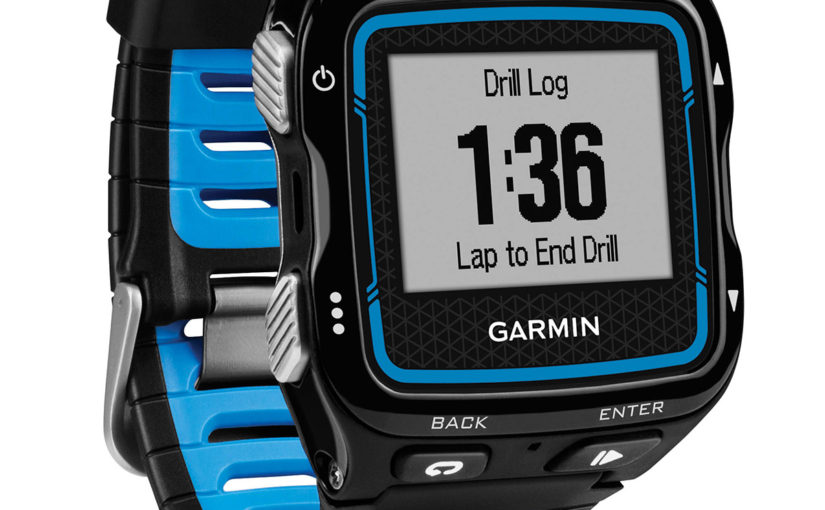 Drill Log
1:36
Lap to End Drill
GARMIN
BACK
ENTER